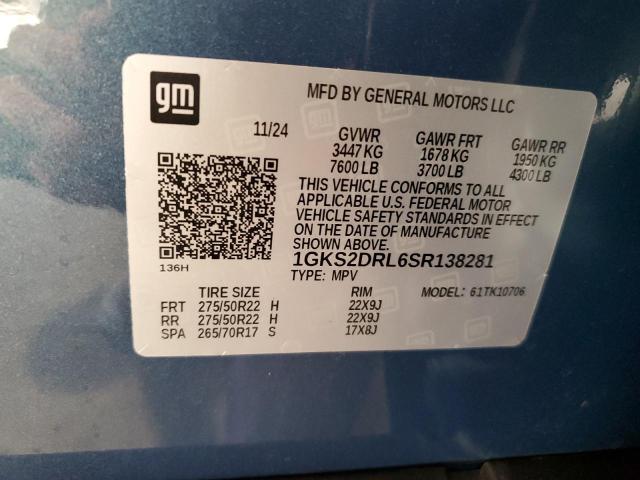 gm
MFD BY GENERAL MOTORS LLC
11/24 GVWR GAWR FRT GAWR RR
3447 KG 1678 KG 1950 KG
7600 LB 3700 LB 4300 LB
THIS VEHICLE CONFORMS TO ALL
APPLICABLE U.S. FEDERAL MOTOR
VEHICLE SAFETY STANDARDS IN EFFECT
ON THE DATE OF MANUFACTURE
SHOWN ABOVE.
136H
1GKS2DRL6SR138281
TYPE: MPV
TIRE SIZE RIM MODEL: 61TK10706
FRT 275/50R22 H 22X9J
RR 275/50R22 H 22X9J
SPA 265/70R17 S 17X8J